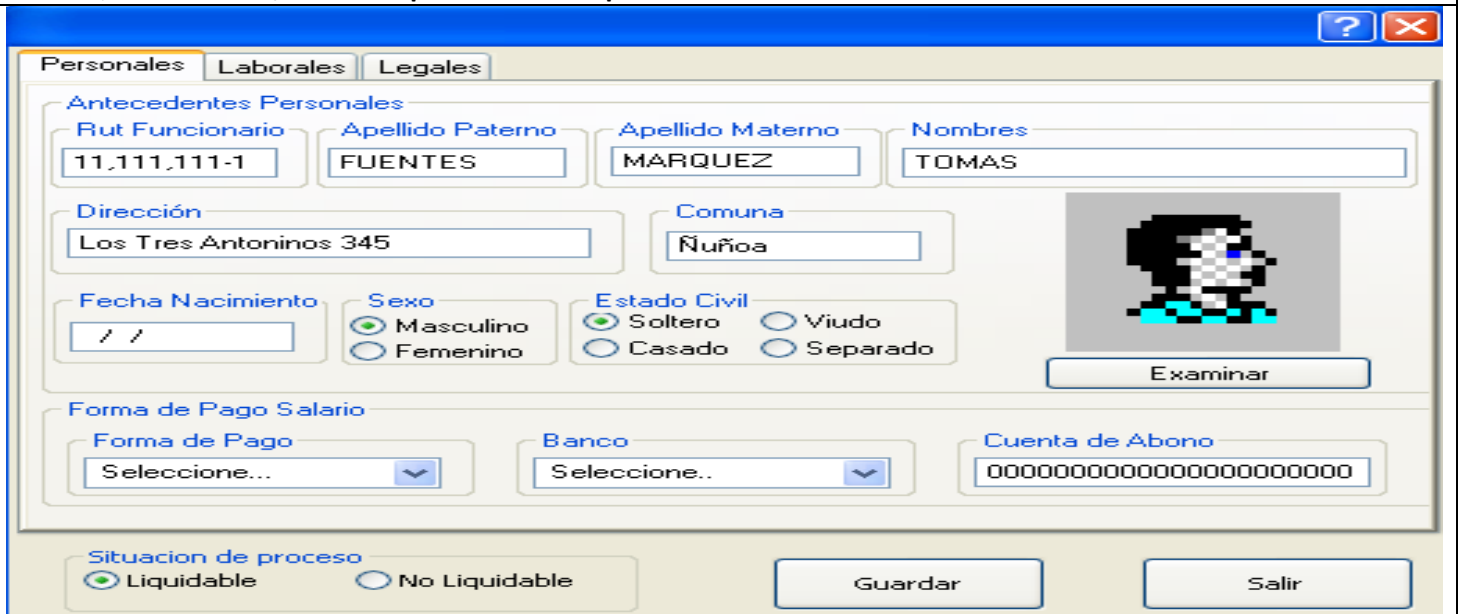 Personales Laborales Legales
Antecedentes Personales
Rut Funcionario Apellido Paterno Apellido Materno Nombres
11,111,111-1 FUENTES MARQUEZ TOMAS
Dirección Comuna
Los Tres Antoninos 345 Ñuñoa
Fecha Nacimiento Sexo Estado Civil
/ / Masculino Soltero Viudo
Femenino Casado Separado
Examinar
Forma de Pago Salario
Forma de Pago Banco Cuenta de Abono
Seleccione... Seleccione.. 0000000000000000000000
Situacion de proceso
Liquidable No Liquidable Guardar Salir